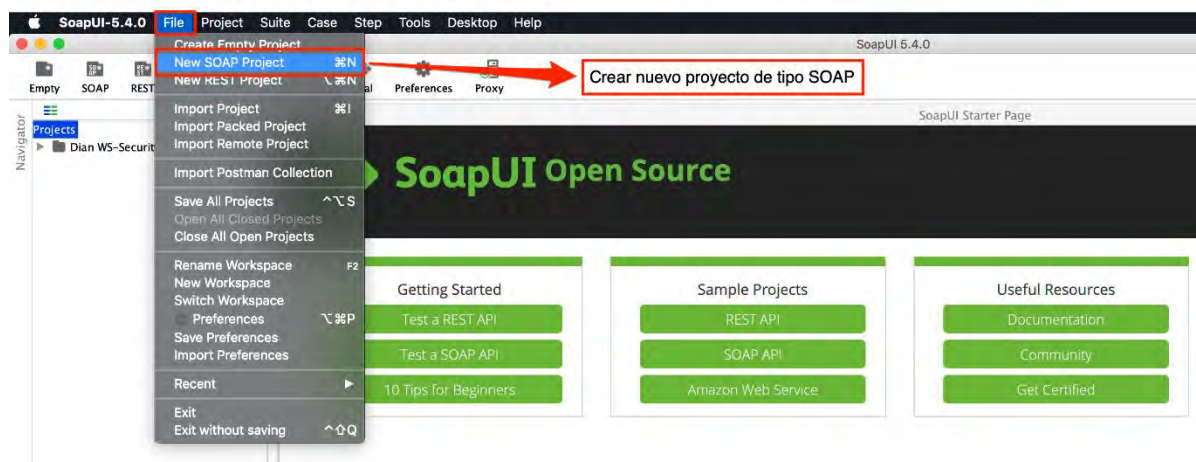 SoapUI-5.4.0 File Project Suite Case Step Tools Desktop Help
SoapUI 5.4.0
Empty SOAP REST al Preferences Proxy
Create Empty Project
New SOAP Project ⌘N
New REST Project ⌥⌘N
Import Project ⌘I
Import Packed Project
Import Remote Project
Import Postman Collection
Save All Projects ^⌥S
Open All Closed Projects
Close All Open Projects
Rename Workspace F2
New Workspace
Switch Workspace
Preferences ⌥⌘P
Save Preferences
Import Preferences
Recent
Exit
Exit without saving ^⇧Q
Crear nuevo proyecto de tipo SOAP
Navigator
Projects
Dian WS-Securit
SoapUI Starter Page
SoapUI Open Source
Getting Started
Test a REST API
Test a SOAP API
10 Tips for Beginners
Sample Projects
REST API
SOAP API
Amazon Web Service
Useful Resources
Documentation
Community
Get Certified